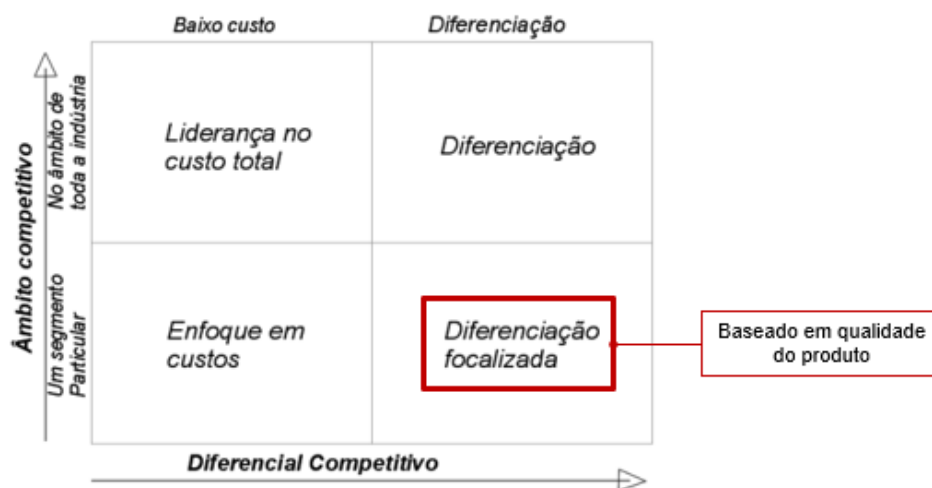 Baixo custo
Diferenciação
Âmbito competitivo
No âmbito de
toda a indústria
Liderança no
custo total
Diferenciação
Um segmento
Particular
Enfoque em
custos
Diferenciação
focalizada
Baseado em qualidade
do produto
Diferencial Competitivo